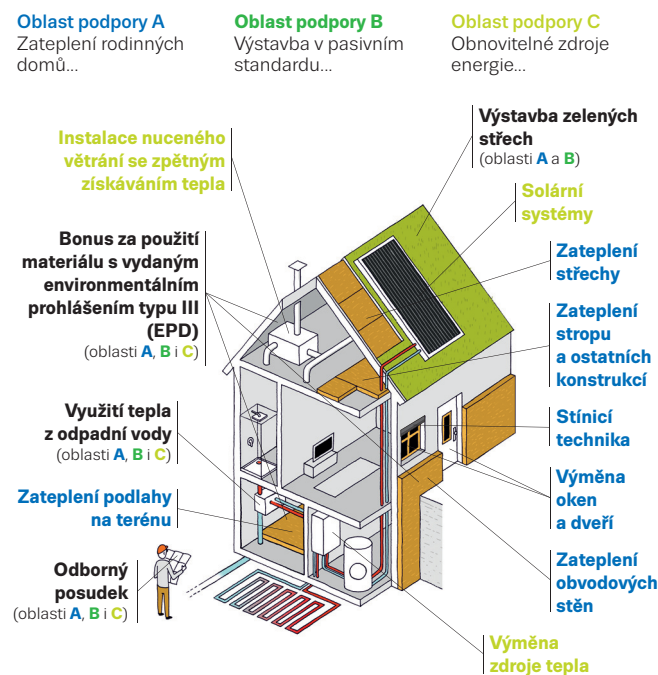 Oblast podpory A
Zateplení rodinných
domů...
Oblast podpory B
Výstavba v pasivním
standardu...
Oblast podpory C
Obnovitelné zdroje
energie...
Výstavba zelených
střech
(oblasti A a B)
Instalace nuceného
větrání se zpětným
získáváním tepla
Solární
systémy
Bonus za použití
materiálu s vydaným
environmentálním
prohlášením typu III
(EPD)
(oblasti A, B i C)
Zateplení
střechy
Zateplení
stropu
a ostatních
konstrukcí
Využití tepla
z odpadní vody
(oblasti A, B i C)
Stínicí
technika
Zateplení podlahy
na terénu
Výměna
oken
a dveří
Odborný
posudek
(oblasti A, B i C)
Zateplení
obvodových
stěn
Výměna
zdroje tepla